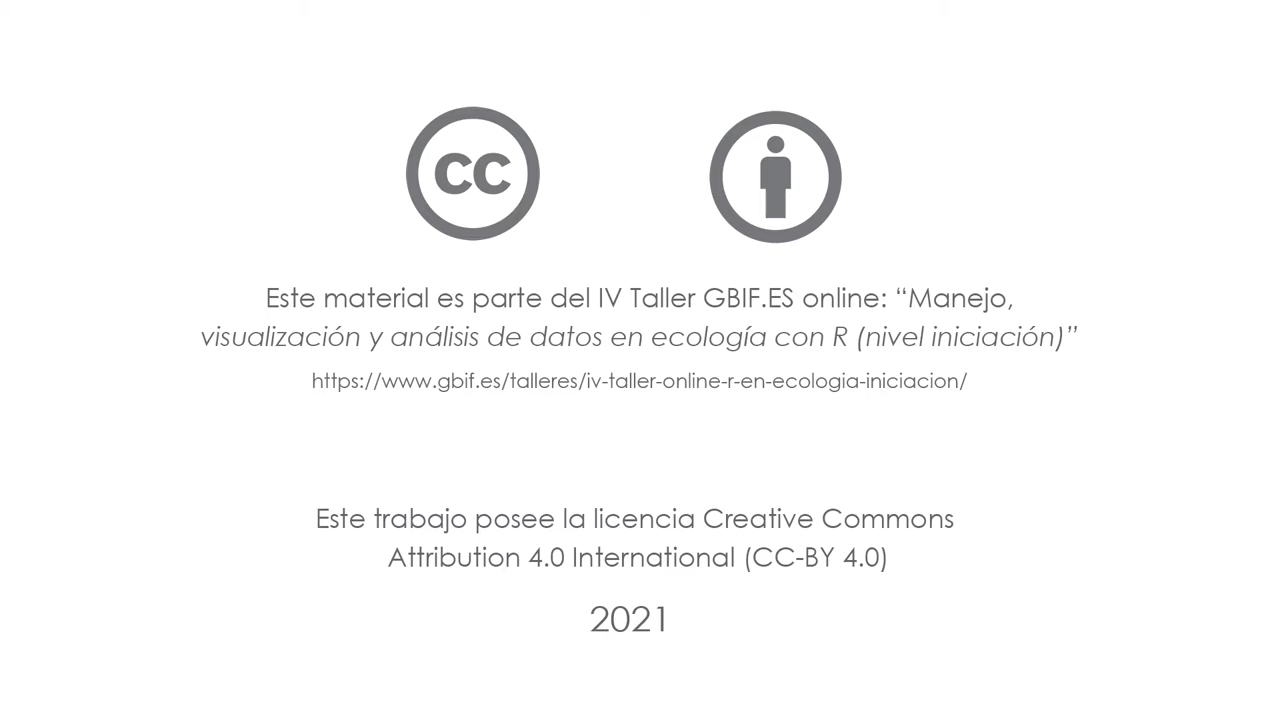 cc
Este material es parte del IV Taller GBIF.ES online: “Manejo,
visualización y análisis de datos en ecología con R (nivel iniciación)”
https://www.gbif.es/talleres/iv-taller-online-r-en-ecologia-iniciacion/
Este trabajo posee la licencia Creative Commons
Attribution 4.0 International (CC-BY 4.0)
2021